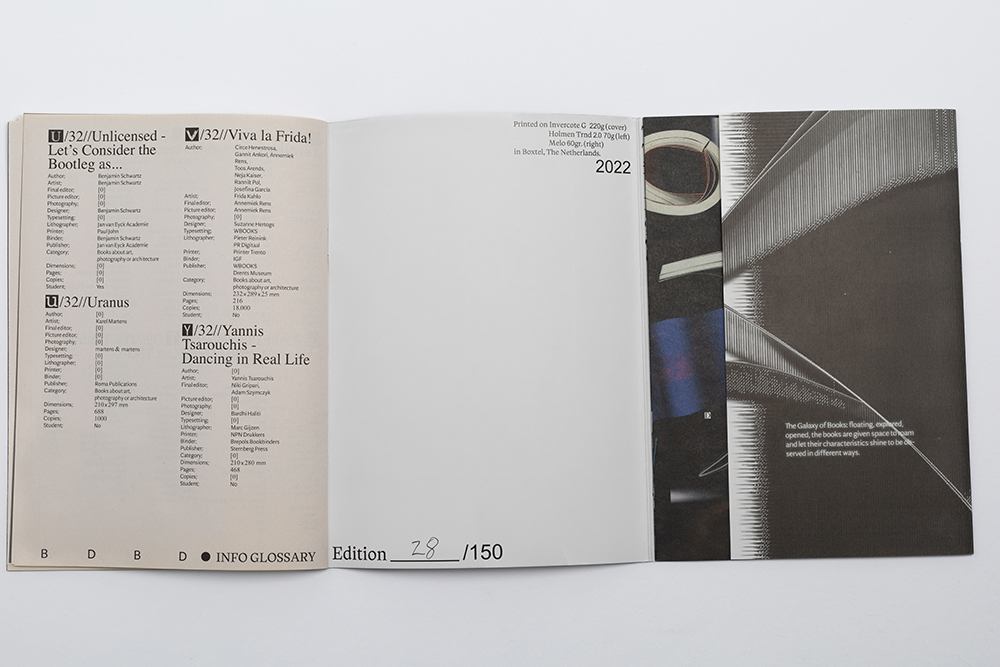 U/32//Unlicensed -
Let's Consider the
Bootleg as...
Author; Benjamin Schwartz
Artist; Benjamin Schwartz
Final editor; [0]
Picture editor; [0]
Photography; [0]
Designer; Benjamin Schwartz
Typesetting; [0]
Lithographer; Jan van Eyck Academie
Printer; Paul John
Binder; Benjamin Schwartz
Publisher; Jan van Eyck Academie
Category; Books about art,
photography or architecture
Dimensions; [0]
Pages; [0]
Copies; [0]
Student; Yes
U/32//Uranus
Author; [0]
Artist; Karel Martens
Final editor; [0]
Picture editor; [0]
Photography; [0]
Designer; martens & martens
Typesetting; [0]
Lithographer; [0]
Printer; [0]
Binder; [0]
Publisher; Roma Publications
Category; Books about art,
photography or architecture
Dimensions; 210 x 297 mm
Pages; 688
Copies; 1000
Student; No
V/32//Viva la Frida!
Author; Circe Henestrosa,
Gannit Ankori, Annemiek
Rens,
Toos Arends,
Neja Kaiser,
Rannilt Pol,
Josefina García
Artist; Frida Kahlo
Final editor; Annemiek Rens
Picture editor; Annemiek Rens
Photography; [0]
Designer; Suzanne Hertogs
Typesetting; WBOOKS
Lithographer; Pieter Reinink
PR Digitaal
Printer; Printer Trento
Binder; IGF
Publisher; WBOOKS
Drents Museum
Category; Books about art,
photography or architecture
Dimensions; 232 x 289 x 25 mm
Pages; 216
Copies; 18,000
Student; No
Y/32//Yannis
Tsarouchis -
Dancing in Real Life
Author; [0]
Artist; Yannis Tsarouchis
Final editor; Niki Gripari,
Adam Szymczyk
Picture editor; [0]
Photography; [0]
Designer; Bardhi Haliti
Typesetting; [0]
Lithographer; Marc Gijzen
Printer; NPN Drukkers
Binder; Brepols Bookbinders
Publisher; Sternberg Press
Category; [0]
Dimensions; 210 x 280 mm
Pages; 468
Copies; [0]
Student; No
B D B D ● INFO GLOSSARY
Printed on Invercote G 220g (cover)
Holmen Trnd 2.0 70g (left)
Melo 60gr. (right)
in Boxtel, The Netherlands.
2022
Edition 28 /150
D
The Galaxy of Books: floating, explored,
opened, the books are given space to roam
and let their characteristics shine to be ob-
served in different ways.